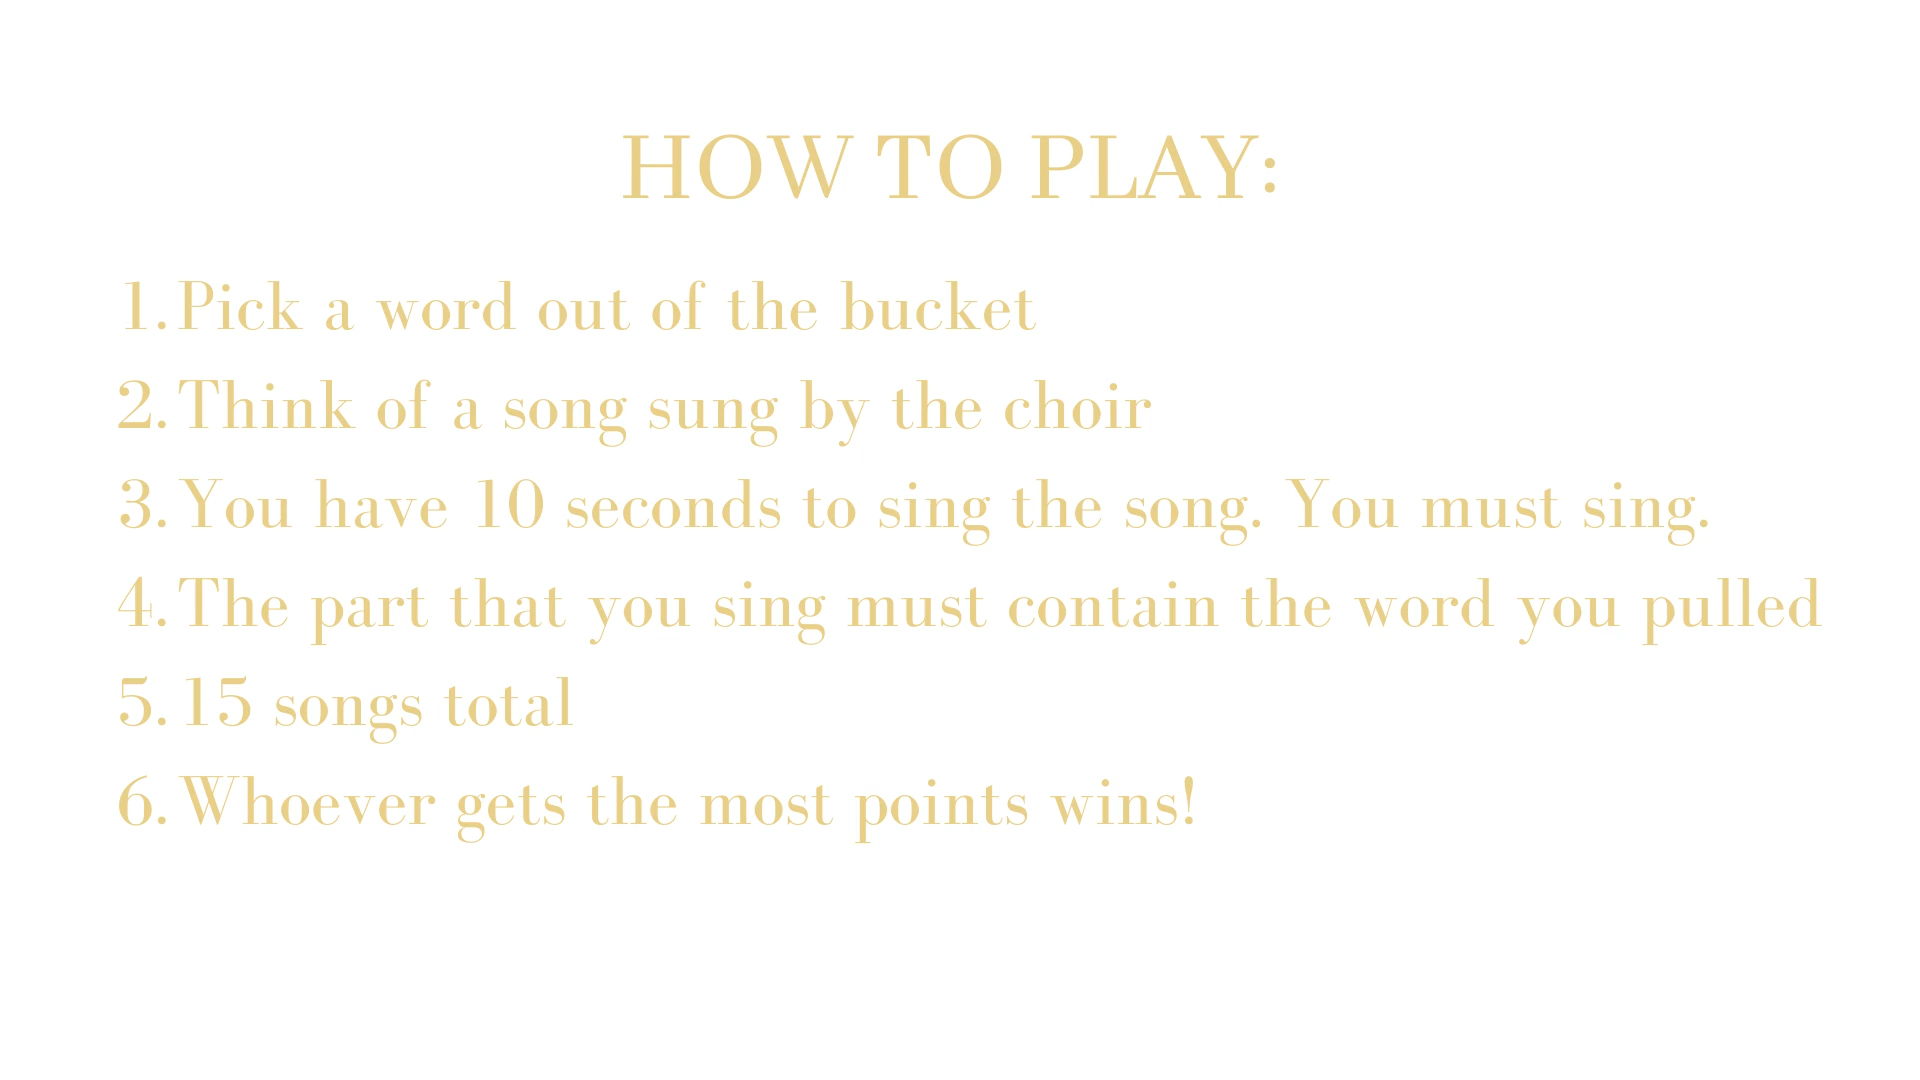 HOW TO PLAY:
1. Pick a word out of the bucket
2. Think of a song sung by the choir
3. You have 10 seconds to sing the song. You must sing.
4. The part that you sing must contain the word you pulled
5. 15 songs total
6. Whoever gets the most points wins!